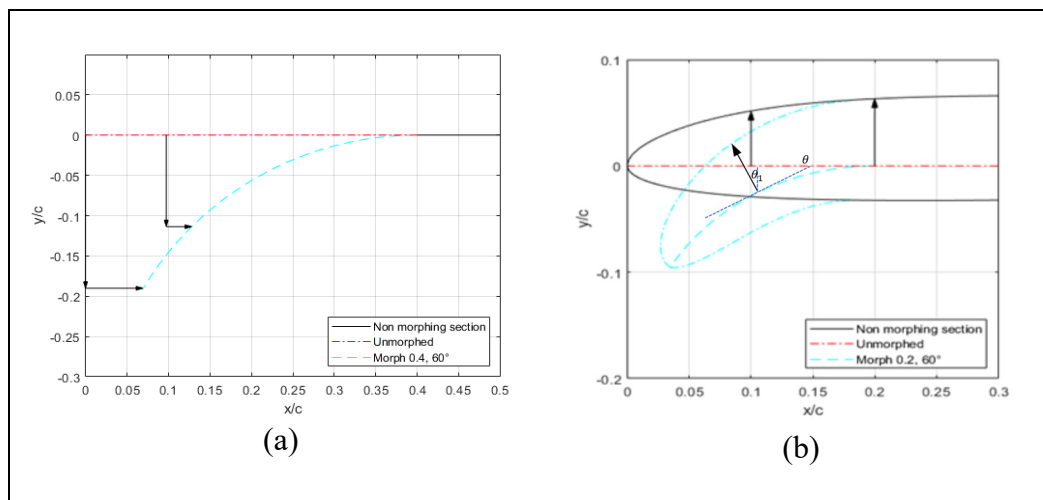 0.05
0
-0.05
-0.1
-0.15
-0.2
-0.25
-0.3
y/c
0 0.05 0.1 0.15 0.2 0.25 0.3 0.35 0.4 0.45 0.5
x/c
Non morphing section
Unmorphed
Morph 0.4, 60°
(a)
0.1
0
-0.1
-0.2
y/c
θ
θ1
0 0.05 0.1 0.15 0.2 0.25 0.3
x/c
Non morphing section
Unmorphed
Morph 0.2, 60°
(b)